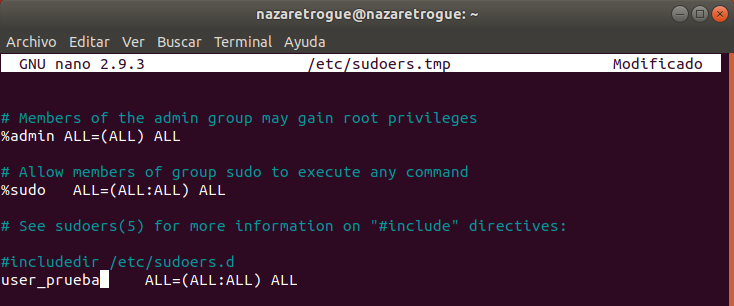 nazaretrogue@nazaretrogue: ~
Archivo Editar Ver Buscar Terminal Ayuda
GNU nano 2.9.3 /etc/sudoers.tmp Modificado
# Members of the admin group may gain root privileges
%admin ALL=(ALL) ALL
# Allow members of group sudo to execute any command
%sudo ALL=(ALL:ALL) ALL
# See sudoers(5) for more information on "#include" directives:
#includedir /etc/sudoers.d
user_prueba ALL=(ALL:ALL) ALL